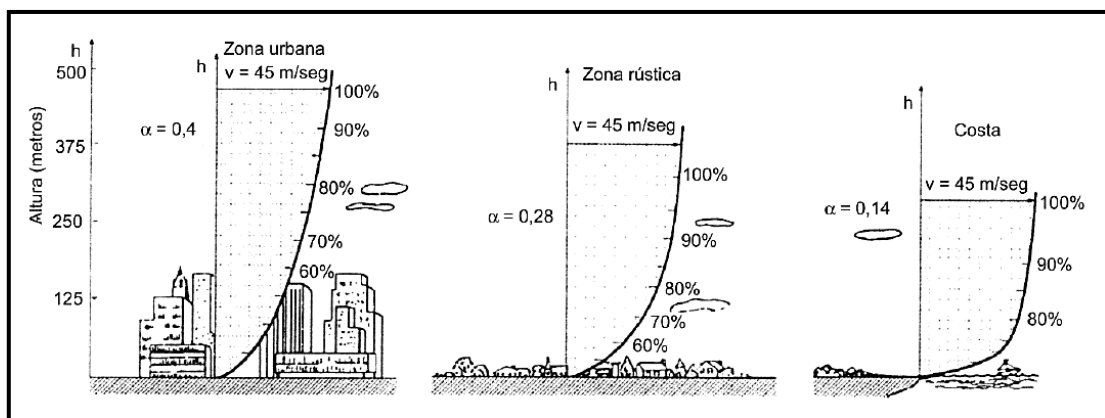 h
500
375
250
125
Altura (metros)
h
Zona urbana
v = 45 m/seg
α = 0,4
100%
90%
80%
70%
60%
h
Zona rústica
v = 45 m/seg
α = 0,28
100%
90%
80%
70%
60%
h
Costa
v = 45 m/seg
α = 0,14
100%
90%
80%